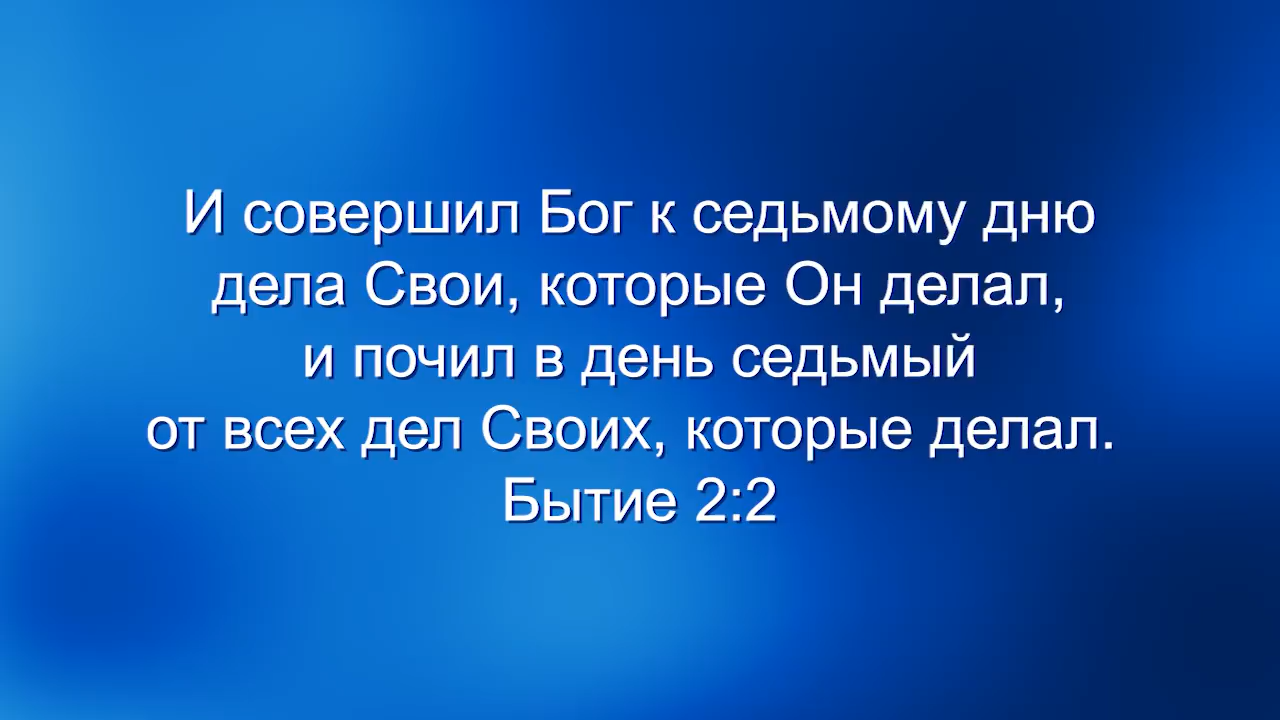 И совершил Бог к седьмому дню
дела Свои, которые Он делал,
и почил в день седьмый
от всех дел Своих, которые делал.
Бытие 2:2